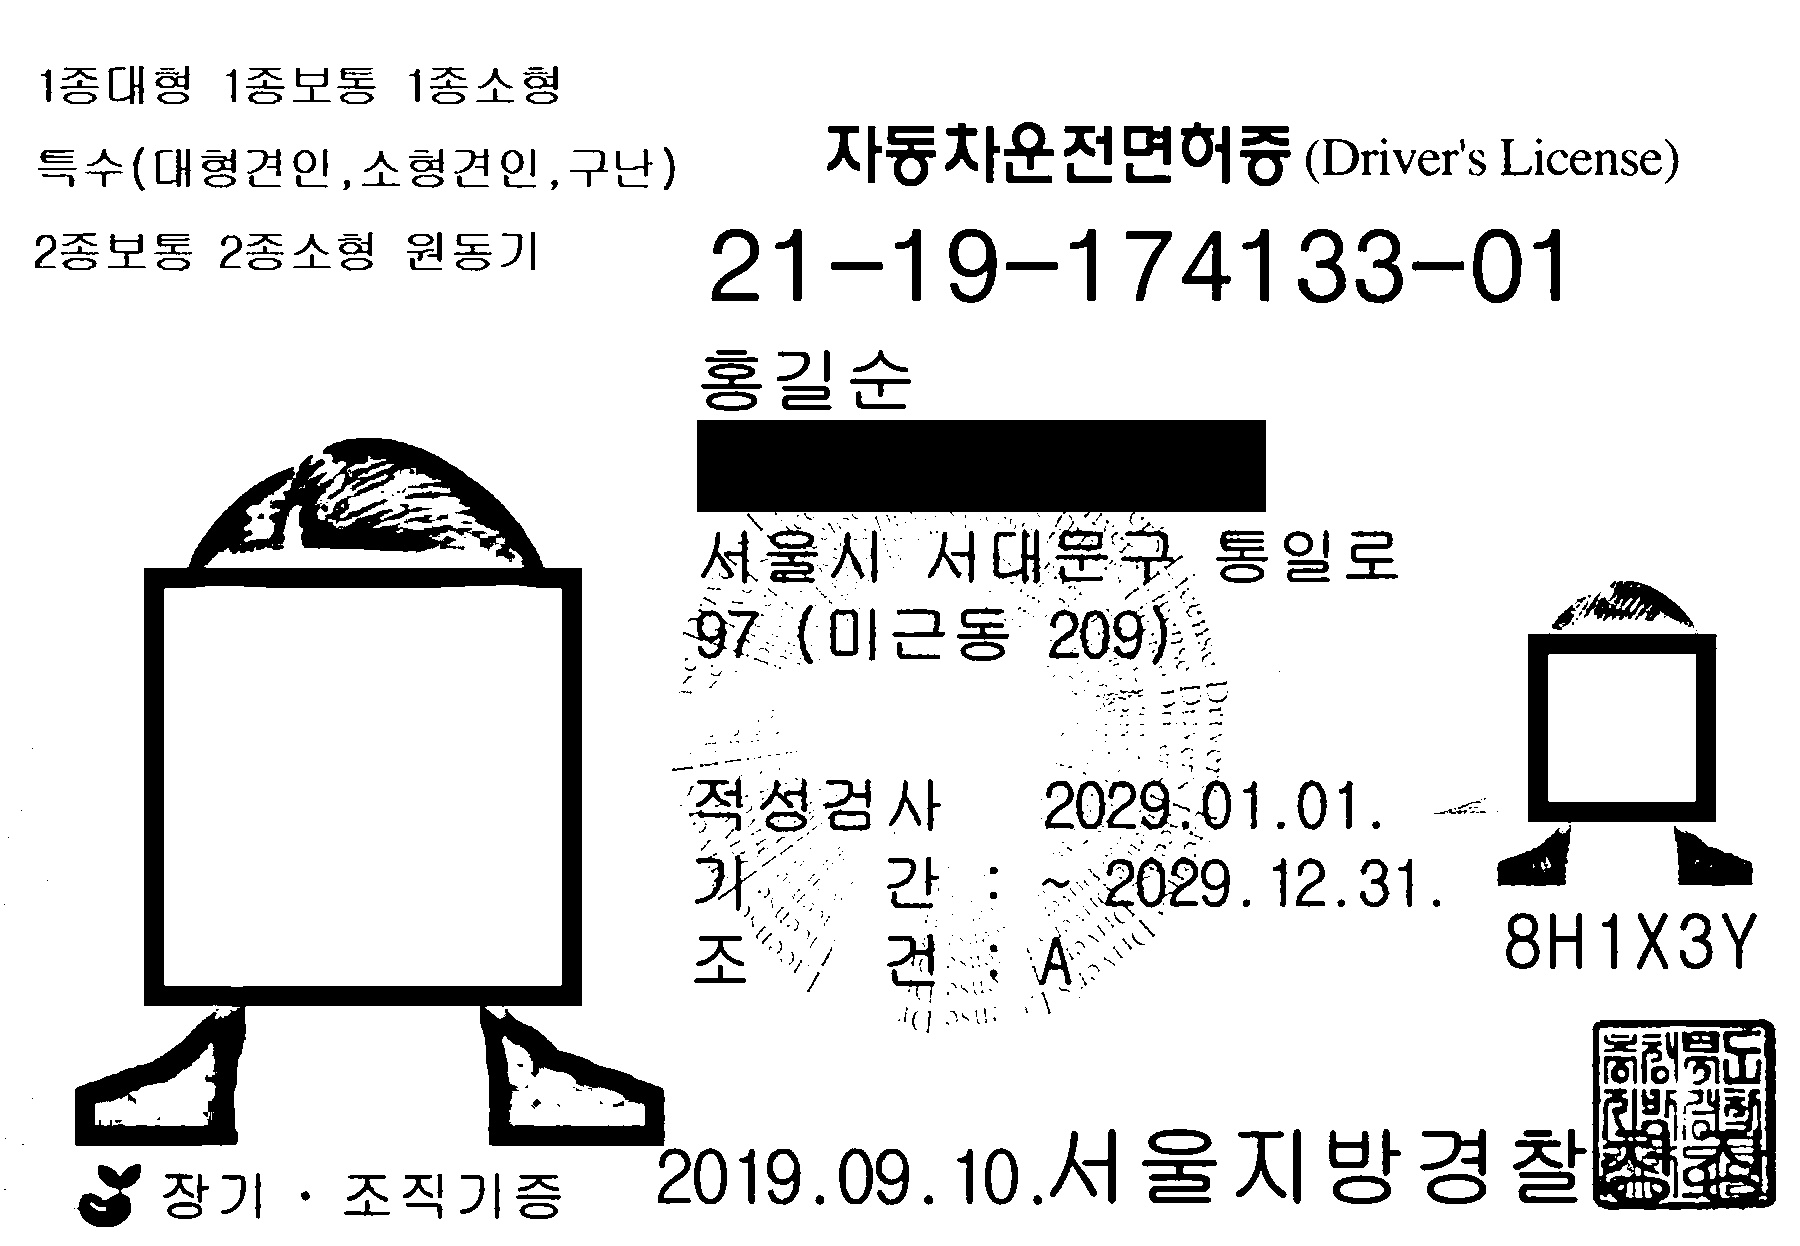 1종대형 1종보통 1종소형
특수(대형견인,소형견인,구난)
2종보통 2종소형 원동기
자동차운전면허증 (Driver's License)
21-19-174133-01
홍길순
서울시 서대문구 통일로
97 (미근동 209)
적성검사 2029.01.01.
기 간 : ~ 2029.12.31.
조 건 : A
8H1X3Y
장기 · 조직기증
2019.09.10.서울지방경찰청장